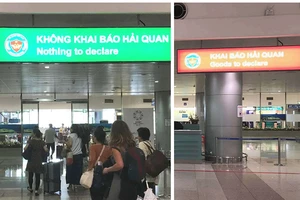 KHÔNG KHAI BÁO HẢI QUAN
Nothing to declare
KHAI BÁO HẢI QUAN
Goods to declare